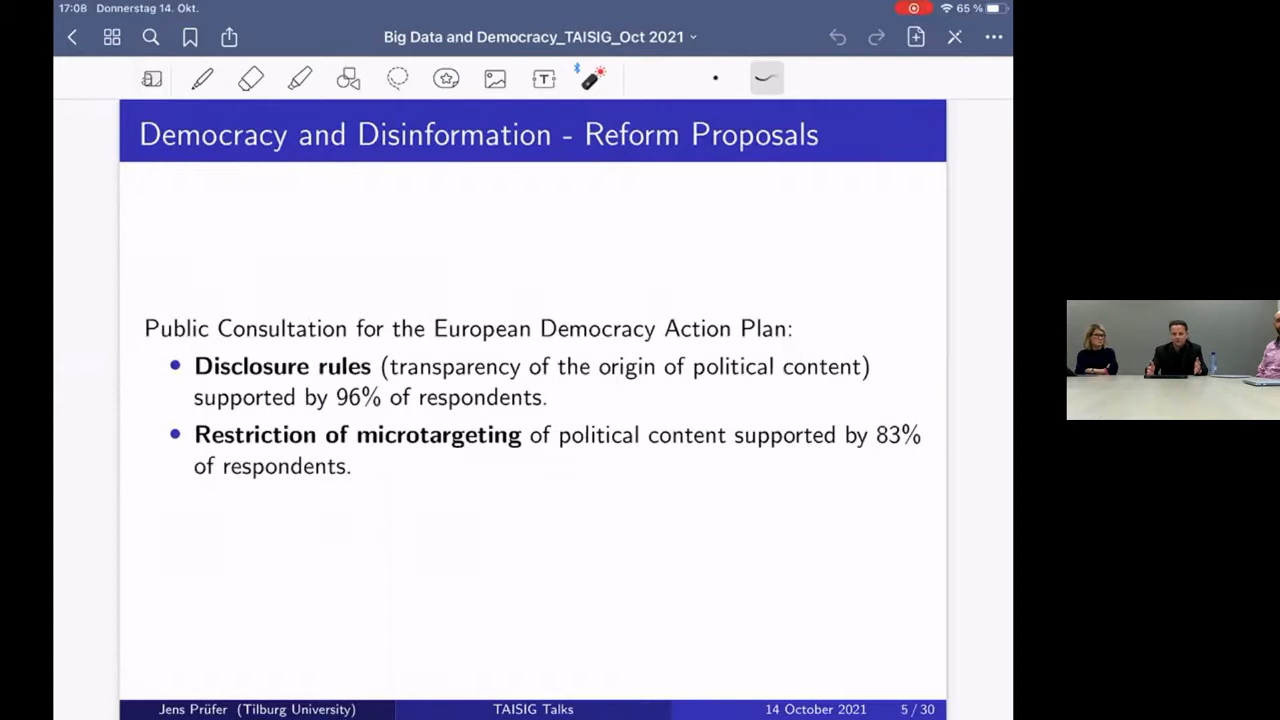 17:08 Donnerstag 14. Okt.
65 %
Big Data and Democracy_TAISIG_Oct 2021
T
Democracy and Disinformation - Reform Proposals
Public Consultation for the European Democracy Action Plan:
• Disclosure rules (transparency of the origin of political content)
supported by 96% of respondents.
• Restriction of microtargeting of political content supported by 83%
of respondents.
Jens Prüfer (Tilburg University)
TAISIG Talks
14 October 2021
5 / 30